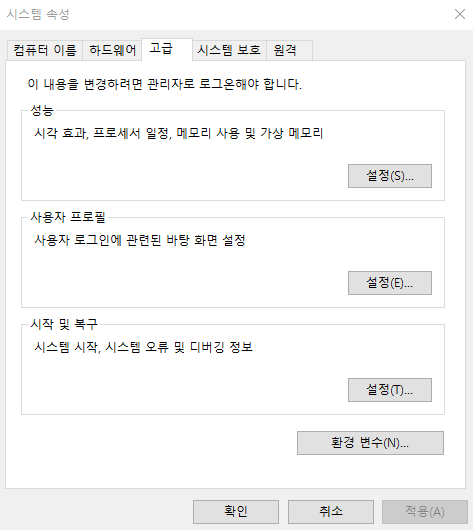 시스템 속성
컴퓨터 이름 하드웨어 고급 시스템 보호 원격
이 내용을 변경하려면 관리자로 로그온해야 합니다.
성능
시각 효과, 프로세서 일정, 메모리 사용 및 가상 메모리
설정(S)...
사용자 프로필
사용자 로그인에 관련된 바탕 화면 설정
설정(E)...
시작 및 복구
시스템 시작, 시스템 오류 및 디버깅 정보
설정(T)...
환경 변수(N)...
확인 취소 적용(A)